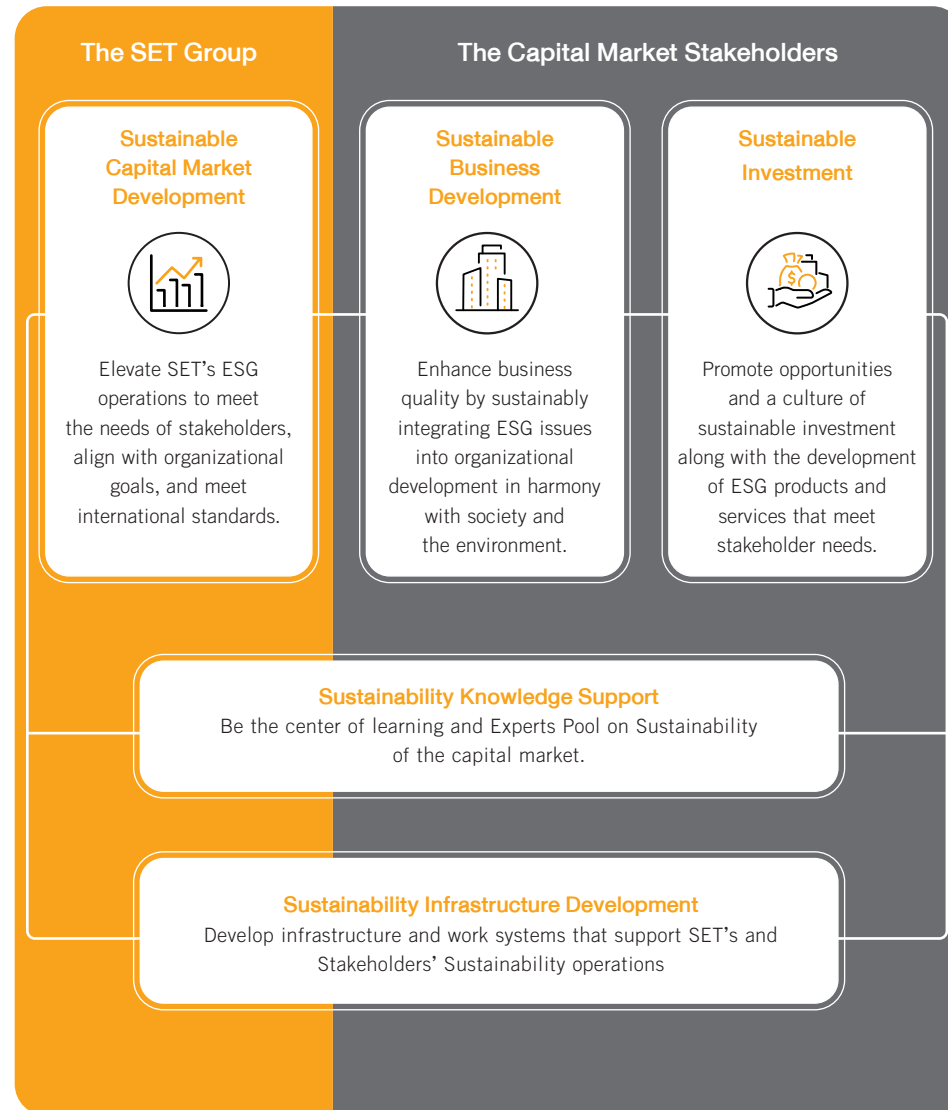 The SET Group
The Capital Market Stakeholders
Sustainable
Capital Market
Development
Elevate SET’s ESG
operations to meet
the needs of stakeholders,
align with organizational
goals, and meet
international standards.
Sustainable
Business
Development
Enhance business
quality by sustainably
integrating ESG issues
into organizational
development in harmony
with society and
the environment.
Sustainable
Investment
$
Promote opportunities
and a culture of
sustainable investment
along with the development
of ESG products and
services that meet
stakeholder needs.
Sustainability Knowledge Support
Be the center of learning and Experts Pool on Sustainability
of the capital market.
Sustainability Infrastructure Development
Develop infrastructure and work systems that support SET’s and
Stakeholders’ Sustainability operations